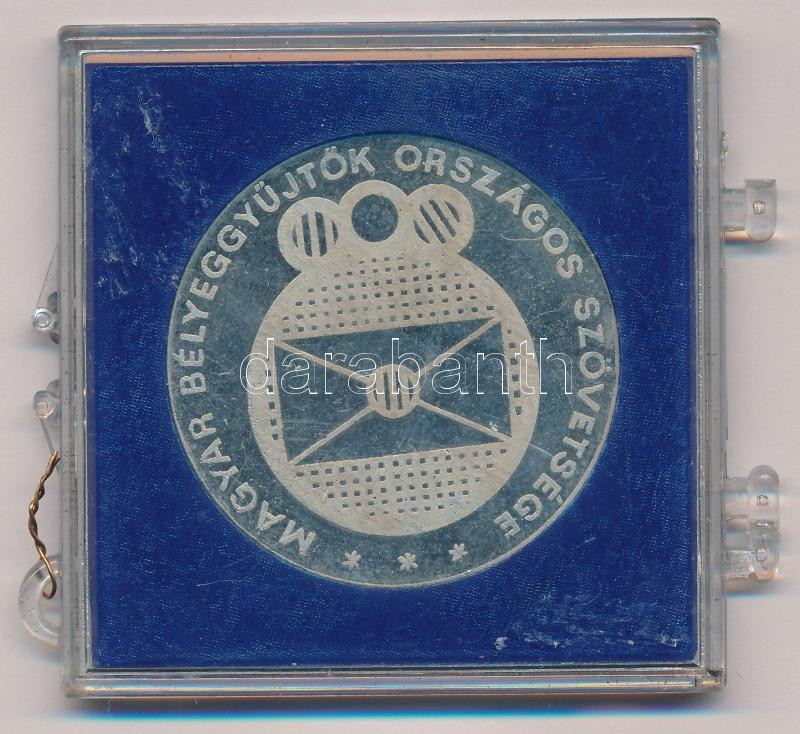 MAGYAR BÉLYEGGYŰJTŐK ORSZÁGOS SZÖVETSÉGE
* * *
darabanth